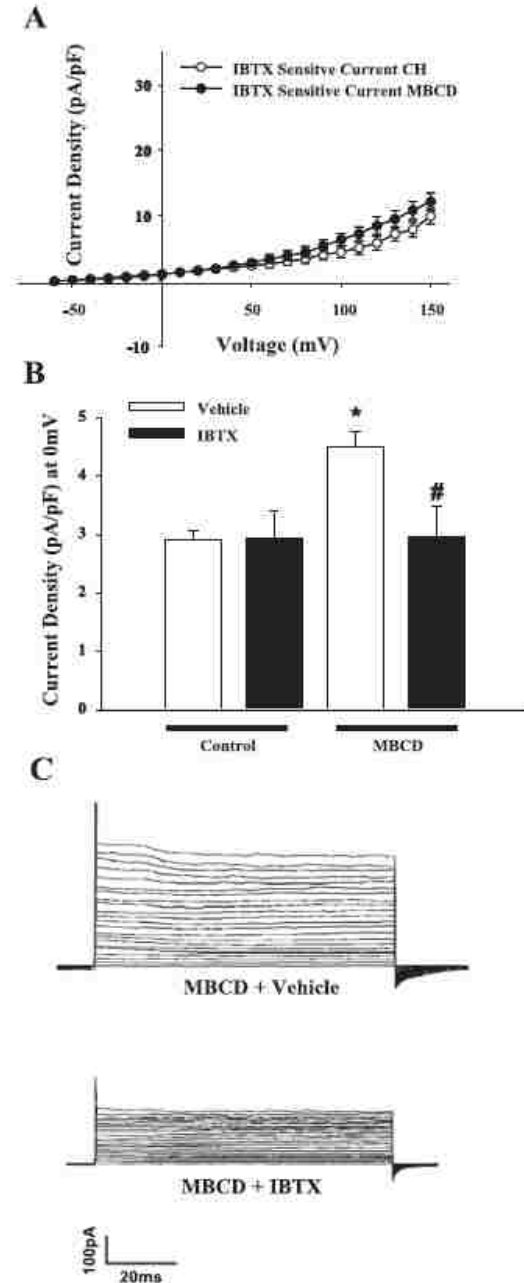 A
Current Density (pA/pF)
30
20
10
-10
-50
50
100
150
Voltage (mV)
IBTX Sensitve Current CH
IBTX Sensitive Current MBCD
B
Current Density (pA/pF) at 0mV
5
4
3
2
1
0
Vehicle
IBTX
*
#
Control
MBCD
C
MBCD + Vehicle
MBCD + IBTX
100pA
20ms